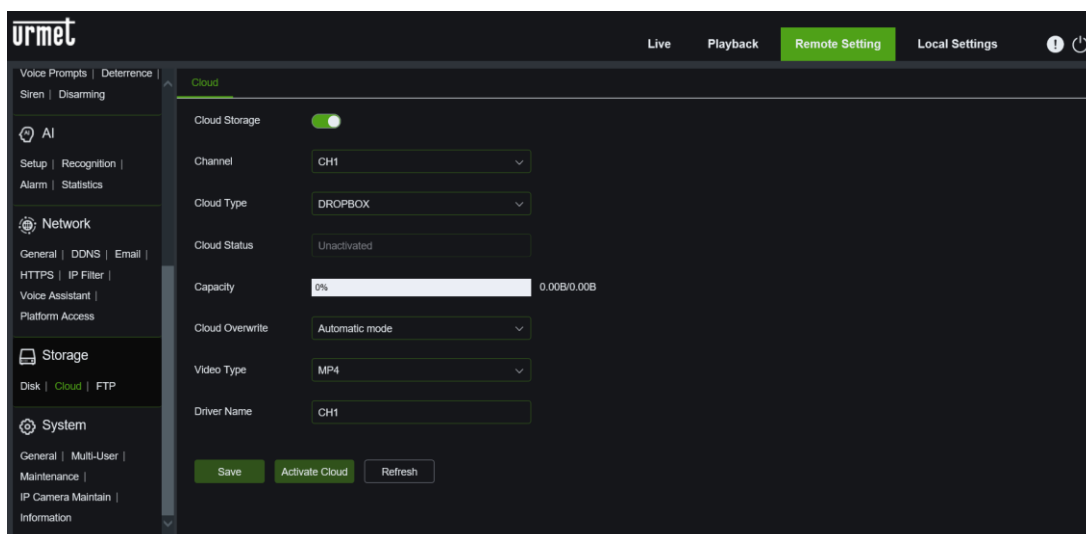 urmet
Live Playback Remote Setting Local Settings
Voice Prompts | Deterrence |
Siren | Disarming
AI
Setup | Recognition |
Alarm | Statistics
Network
General | DDNS | Email |
HTTPS | IP Filter |
Voice Assistant |
Platform Access
Storage
Disk | Cloud | FTP
System
General | Multi-User |
Maintenance |
IP Camera Maintain |
Information
Cloud
Cloud Storage
Channel CH1
Cloud Type DROPBOX
Cloud Status Unactivated
Capacity 0% 0.00B/0.00B
Cloud Overwrite Automatic mode
Video Type MP4
Driver Name CH1
Save Activate Cloud Refresh